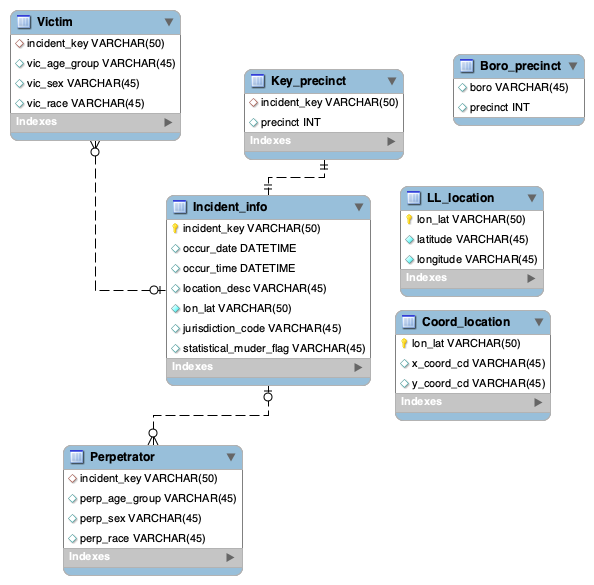 Victim
incident_key VARCHAR(50)
vic_age_group VARCHAR(45)
vic_sex VARCHAR(45)
vic_race VARCHAR(45)
Indexes
Key_precinct
incident_key VARCHAR(50)
precinct INT
Indexes
Boro_precinct
boro VARCHAR(45)
precinct INT
Incident_info
incident_key VARCHAR(50)
occur_date DATETIME
occur_time DATETIME
location_desc VARCHAR(45)
lon_lat VARCHAR(50)
jurisdiction_code VARCHAR(45)
statistical_muder_flag VARCHAR(45)
Indexes
LL_location
lon_lat VARCHAR(50)
latitude VARCHAR(45)
longitude VARCHAR(45)
Indexes
Coord_location
lon_lat VARCHAR(50)
x_coord_cd VARCHAR(45)
y_coord_cd VARCHAR(45)
Indexes
Perpetrator
incident_key VARCHAR(50)
perp_age_group VARCHAR(45)
perp_sex VARCHAR(45)
perp_race VARCHAR(45)
Indexes